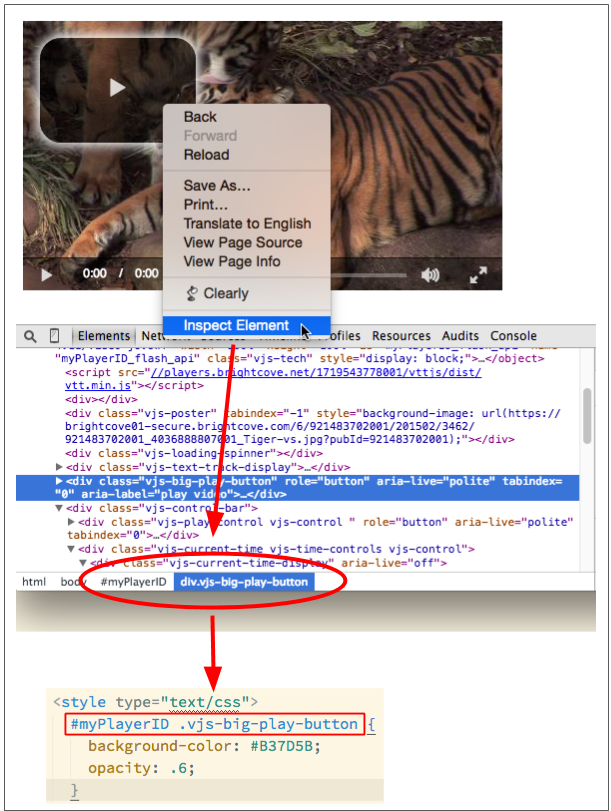 Back
Forward
Reload
Save As...
Print...
Translate to English
View Page Source
View Page Info
Clearly
Inspect Element
0:00 / 0:00
Elements Network Profiles Resources Audits Console
"myPlayerID_flash_api" class="vjs-tech" style="display: block;">…</object>
<script src="//players.brightcove.net/1719543778001/vttjs/dist/
vtt.min.js"></script>
<div></div>
<div class="vjs-poster" tabindex="-1" style="background-image: url(https://
brightcove01-secure.brightcove.com/6/921483702001/201502/3462/
921483702001_4036888807001_Tiger-vs.jpg?pubId=921483702001);"></div>
<div class="vjs-loading-spinner"></div>
<div class="vjs-text-track-display">…</div>
<div class="vjs-big-play-button" role="button" aria-live="polite" tabindex=
"0" aria-label="play video">…</div>
<div class="vjs-control-bar">
<div class="vjs-play-control vjs-control " role="button" aria-live="polite"
tabindex="0">…</div>
<div class="vjs-current-time vjs-time-controls vjs-control">
<div class="vjs-current-time-display" aria-live="off">
html body #myPlayerID div.vjs-big-play-button
<style type="text/css">
#myPlayerID .vjs-big-play-button {
background-color: #B37D5B;
opacity: .6;
}